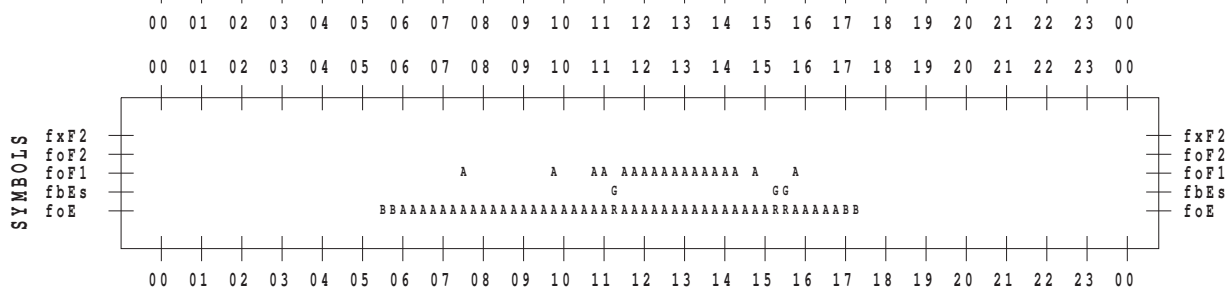 00 01 02 03 04 05 06 07 08 09 10 11 12 13 14 15 16 17 18 19 20 21 22 23 00
00 01 02 03 04 05 06 07 08 09 10 11 12 13 14 15 16 17 18 19 20 21 22 23 00
SYMBOLS
fxF2 fxF2
foF2 foF2
foF1 A A AA AAAAAAAAAAAA A A foF1
fbEs G GG fbEs
foE BBAAAAAAAAAAAAAAAAAAAAARAAAAAAAAAAAAAAARRAAAAABB foE
00 01 02 03 04 05 06 07 08 09 10 11 12 13 14 15 16 17 18 19 20 21 22 23 00